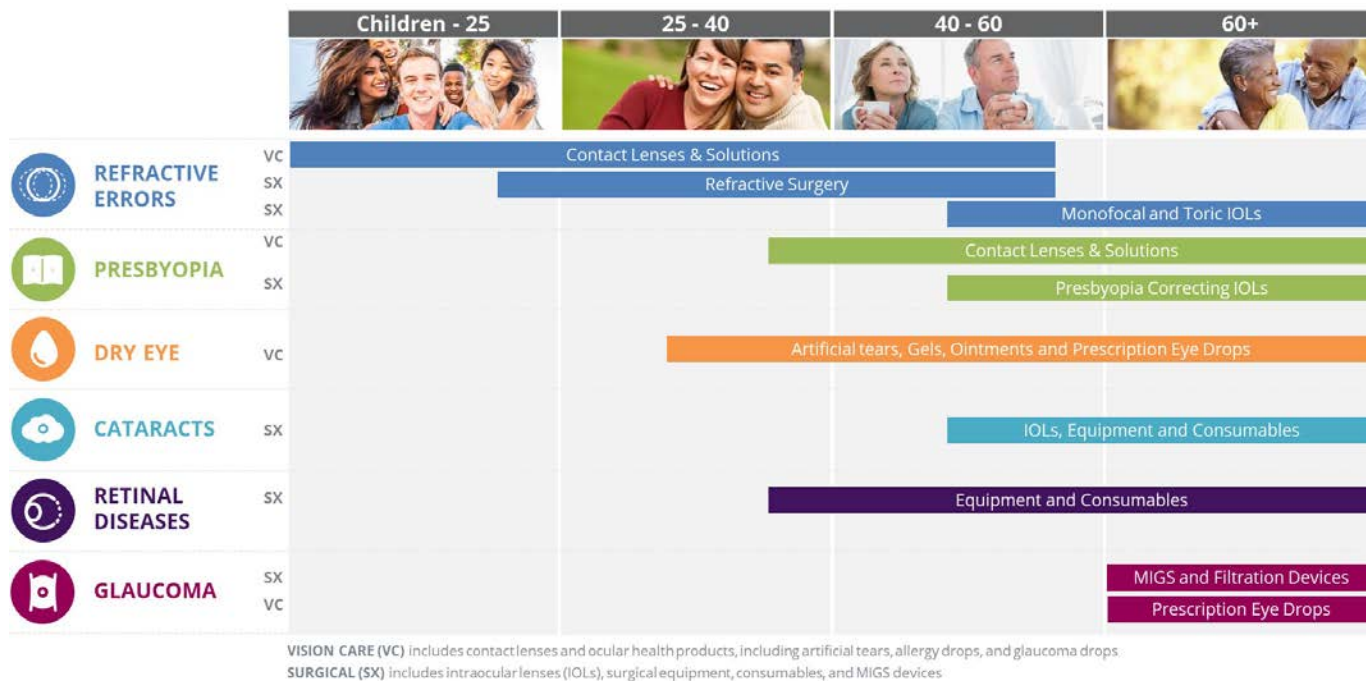 Children - 25
25 - 40
40 - 60
60+
REFRACTIVE
ERRORS
VC
Contact Lenses & Solutions
SX
Refractive Surgery
SX
Monofocal and Toric IOLs
PRESBYOPIA
VC
Contact Lenses & Solutions
SX
Presbyopia Correcting IOLs
DRY EYE
VC
Artificial tears, Gels, Ointments and Prescription Eye Drops
CATARACTS
SX
IOLs, Equipment and Consumables
RETINAL
DISEASES
SX
Equipment and Consumables
GLAUCOMA
SX
MIGS and Filtration Devices
VC
Prescription Eye Drops
VISION CARE (VC) includes contact lenses and ocular health products, including artificial tears, allergy drops, and glaucoma drops
SURGICAL (SX) includes intraocular lenses (IOLs), surgical equipment, consumables, and MIGS devices